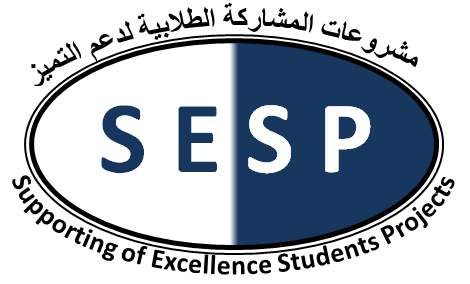 مشروعات المشاركة الطلابية لدعم التميز
SESP
Supporting of Excellence Students Projects